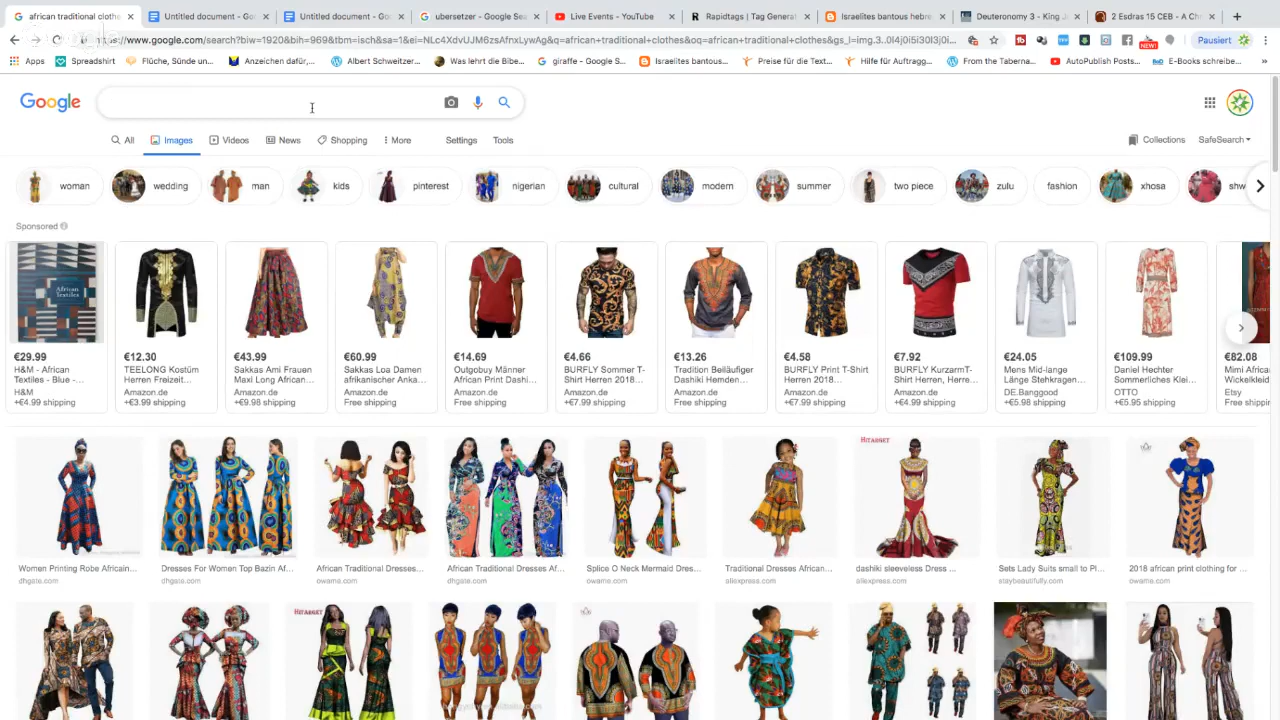 african traditional clothe
Untitled document - Go
Untitled document - Go
ubersetzer - Google Sea
Live Events - YouTube
Rapidtags | Tag Generat
Israelites bantous hebre
Deuteronomy 3 - King J
2 Esdras 15 CEB - A Ch
Pausiert
Apps
Spreadshirt
Flüche, Sünde un...
Anzeichen dafür,...
Albert Schweitzer...
Was lehrt die Bibe...
giraffe - Google S...
Israelites bantous...
Preise für die Text...
Hilfe für Auftragg...
From the Taberna...
AutoPublish Posts...
E-Books schreibe...
Google
All
Images
Videos
News
Shopping
More
Settings
Tools
Collections
SafeSearch
woman
wedding
man
kids
pinterest
nigerian
cultural
modern
summer
two piece
zulu
fashion
xhosa
Sponsored
€29.99
H&M - African
Textiles - Blue - ...
H&M
+€4.99 shipping
€12.30
TEELONG Kostüm
Herren Freizeit...
Amazon.de
+€3.99 shipping
€43.99
Sakkas Ami Frauen
Maxi Long African...
Amazon.de
+€9.98 shipping
€60.99
Sakkas Loa Damen
afrikanischer Anka...
Amazon.de
Free shipping
€14.69
Outgobuy Männer
African Print Dashi...
Amazon.de
Free shipping
€4.66
BURFLY Sommer T-
Shirt Herren 2018...
Amazon.de
+€7.99 shipping
€13.26
Tradition Beiläufiger
Dashiki Hemden...
Amazon.de
Free shipping
€4.58
BURFLY Print T-Shirt
Herren 2018...
Amazon.de
+€7.99 shipping
€7.92
BURFLY KurzarmT-
Shirt Herren, Herre...
Amazon.de
+€7.99 shipping
€24.05
Mens Mid-lange
Länge Stehkragen...
DE.Banggood
+€5.98 shipping
€109.99
Daniel Hechter
Sommerliches Klei...
OTTO
+€5.95 shipping
€82.08
Mimi Africa
Wickelkleid
Etsy
Free shippin
Women Printing Robe Africain...
dhgate.com
Dresses For Women Top Bazin Af...
dhgate.com
African Traditional Dresses...
owame.com
African Traditional Dresses Af...
dhgate.com
Splice O Neck Mermaid Dres...
owame.com
Traditional Dresses African...
aliexpress.com
HITARGET
dashiki sleeveless Dress ...
aliexpress.com
Sets Lady Suits small to Pl...
staybeautifully.com
2018 african print clothing for ...
owame.com
HITARGET